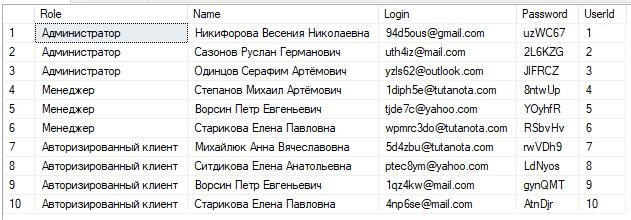 Role Name Login Password UserId
1 Администратор Никифорова Весения Николаевна 94d5ous@gmail.com uzWC67 1
2 Администратор Сазонов Руслан Германович uth4iz@mail.com 2L6KZG 2
3 Администратор Одинцов Серафим Артёмович yzls62@outlook.com JlFRCZ 3
4 Менеджер Степанов Михаил Артёмович 1diph5e@tutanota.com 8ntwUp 4
5 Менеджер Ворсин Петр Евгеньевич tjde7c@yahoo.com YOyhfR 5
6 Менеджер Старикова Елена Павловна wpmrc3do@tutanota.com RSbvHv 6
7 Авторизированный клиент Михайлюк Анна Вячеславовна 5d4zbu@tutanota.com rwVDh9 7
8 Авторизированный клиент Ситдикова Елена Анатольевна ptec8ym@yahoo.com LdNyos 8
9 Авторизированный клиент Ворсин Петр Евгеньевич 1qz4kw@mail.com gynQMT 9
10 Авторизированный клиент Старикова Елена Павловна 4np6se@mail.com AtnDjr 10